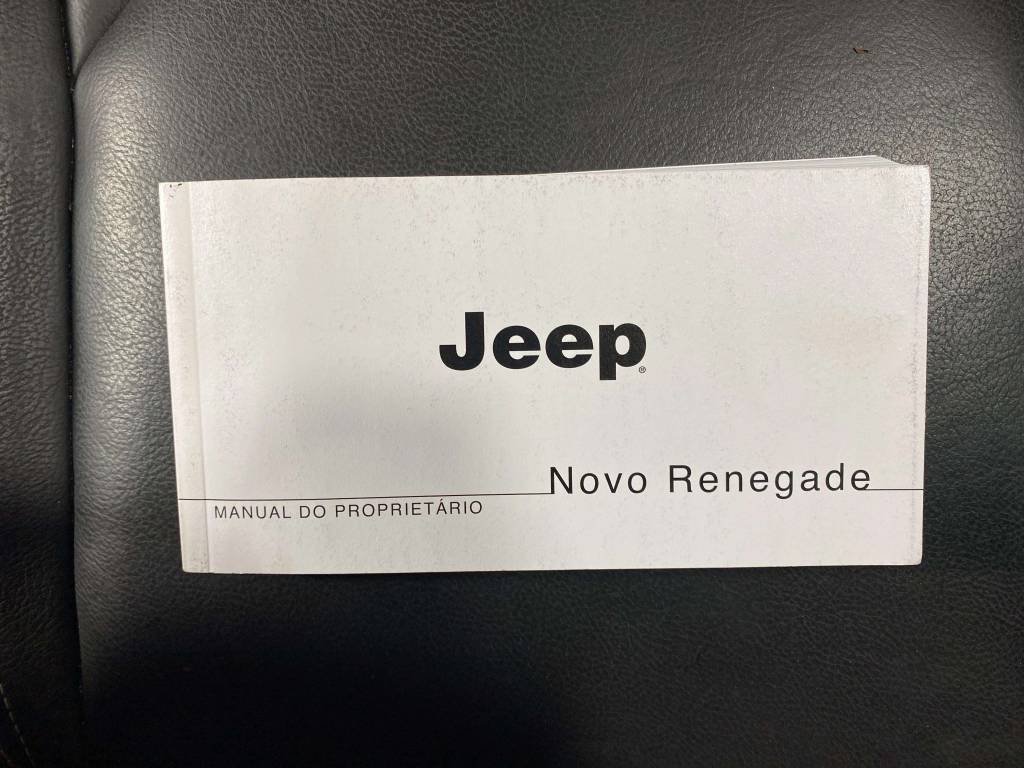 Jeep®
Novo Renegade
MANUAL DO PROPRIETÁRIO